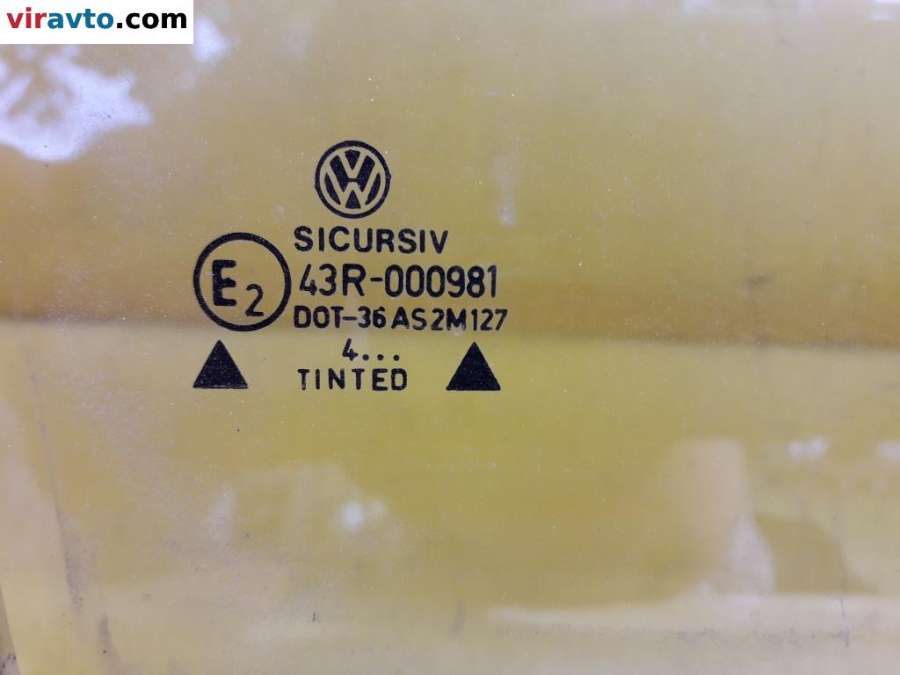 viravto.com
SICURSIV
E2
43R-000981
DOT-36 AS2M127
4...
TINTED